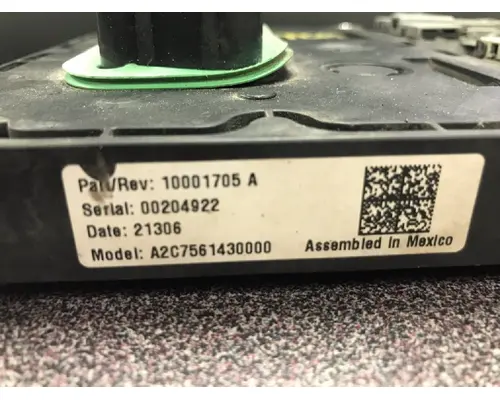 Part/Rev: 10001705 A
Serial: 00204922
Date: 21306
Model: A2C7561430000
Assembled in Mexico